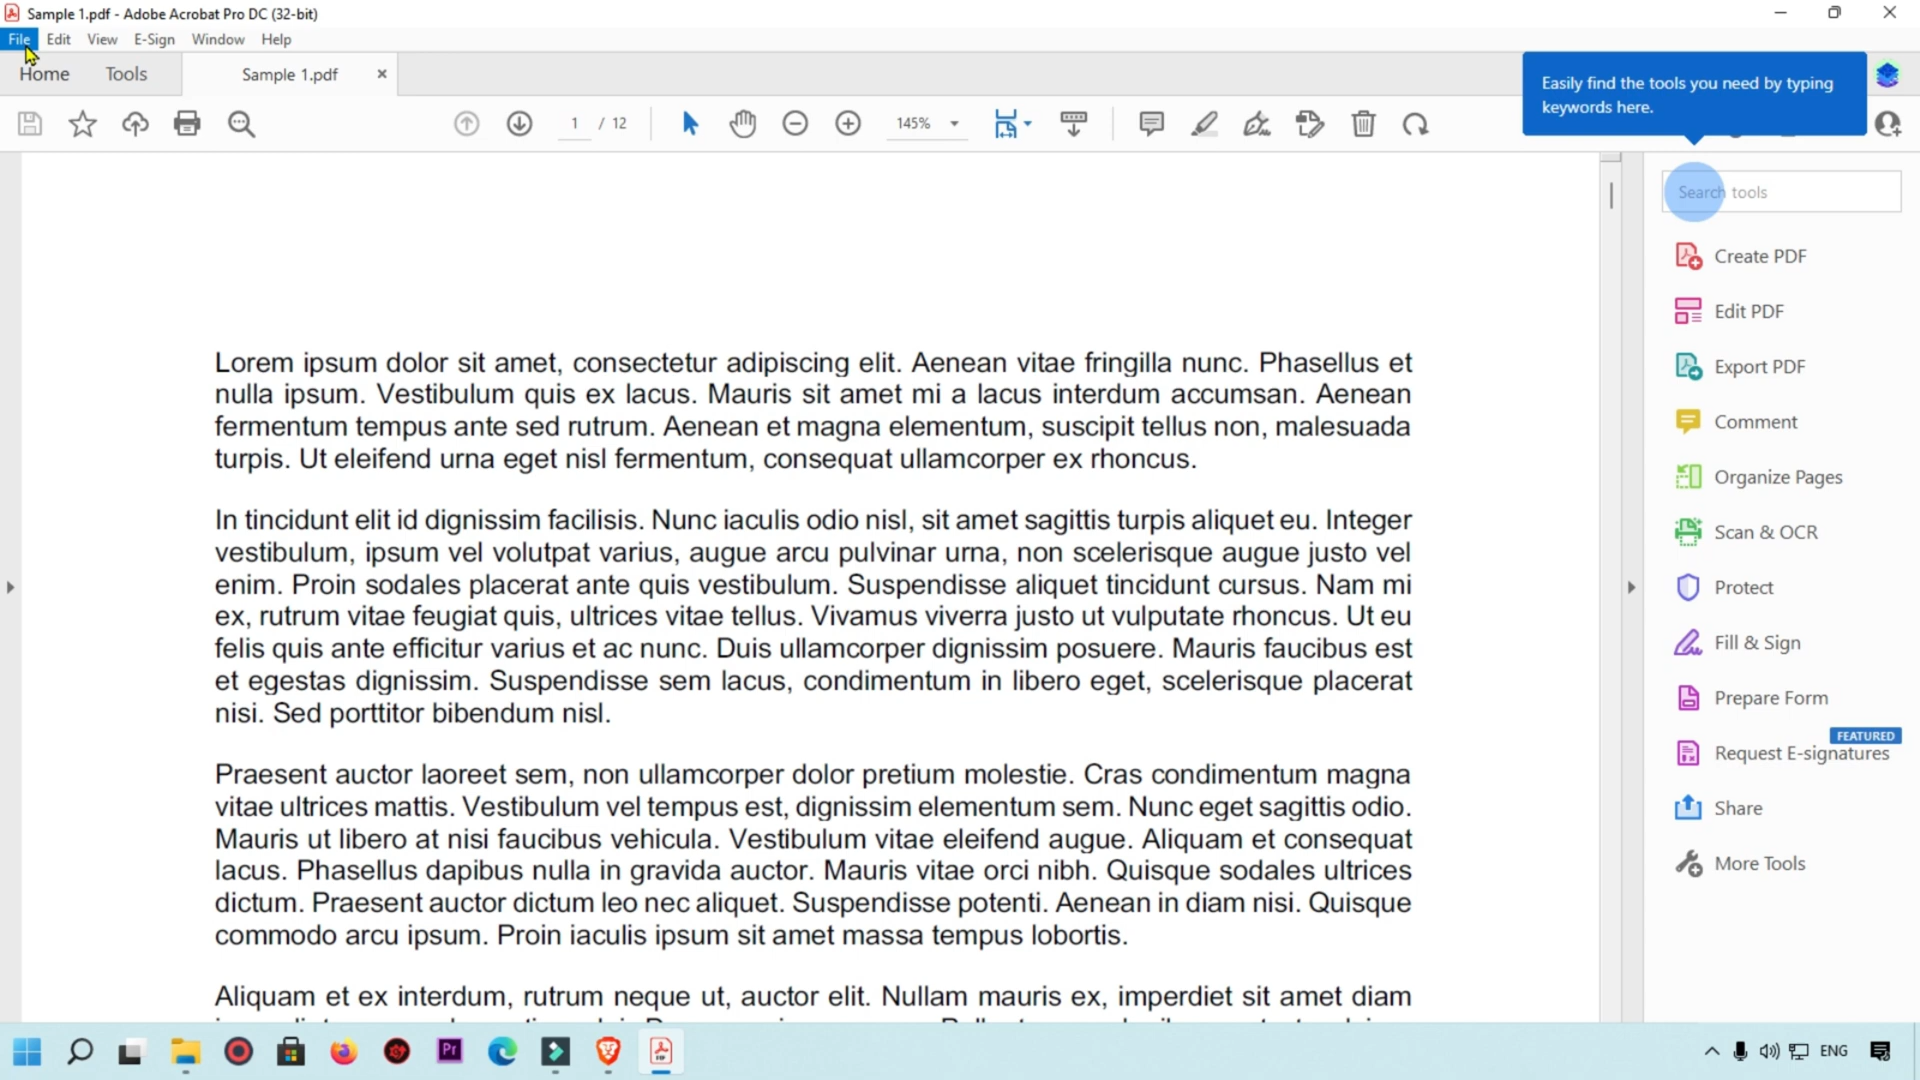 Sample 1.pdf - Adobe Acrobat Pro DC (32-bit)
File Edit View E-Sign Window Help
Home Tools Sample 1.pdf
Easily find the tools you need by typing
keywords here.
1 / 12 145%
Search tools
Create PDF
Edit PDF
Export PDF
Comment
Organize Pages
Scan & OCR
Protect
Fill & Sign
Prepare Form
FEATURED
Request E-signatures
Share
More Tools
Lorem ipsum dolor sit amet, consectetur adipiscing elit. Aenean vitae fringilla nunc. Phasellus et
nulla ipsum. Vestibulum quis ex lacus. Mauris sit amet mi a lacus interdum accumsan. Aenean
fermentum tempus ante sed rutrum. Aenean et magna elementum, suscipit tellus non, malesuada
turpis. Ut eleifend urna eget nisl fermentum, consequat ullamcorper ex rhoncus.
In tincidunt elit id dignissim facilisis. Nunc iaculis odio nisl, sit amet sagittis turpis aliquet eu. Integer
vestibulum, ipsum vel volutpat varius, augue arcu pulvinar urna, non scelerisque augue justo vel
enim. Proin sodales placerat ante quis vestibulum. Suspendisse aliquet tincidunt cursus. Nam mi
ex, rutrum vitae feugiat quis, ultrices vitae tellus. Vivamus viverra justo ut vulputate rhoncus. Ut eu
felis quis ante efficitur varius et ac nunc. Duis ullamcorper dignissim posuere. Mauris faucibus est
et egestas dignissim. Suspendisse sem lacus, condimentum in libero eget, scelerisque placerat
nisi. Sed porttitor bibendum nisl.
Praesent auctor laoreet sem, non ullamcorper dolor pretium molestie. Cras condimentum magna
vitae ultrices mattis. Vestibulum vel tempus est, dignissim elementum sem. Nunc eget sagittis odio.
Mauris ut libero at nisi faucibus vehicula. Vestibulum vitae eleifend augue. Aliquam et consequat
lacus. Phasellus dapibus nulla in gravida auctor. Mauris vitae orci nibh. Quisque sodales ultrices
dictum. Praesent auctor dictum leo nec aliquet. Suspendisse potenti. Aenean in diam nisi. Quisque
commodo arcu ipsum. Proin iaculis ipsum sit amet massa tempus lobortis.
Aliquam et ex interdum, rutrum neque ut, auctor elit. Nullam mauris ex, imperdiet sit amet diam
Pr
ENG